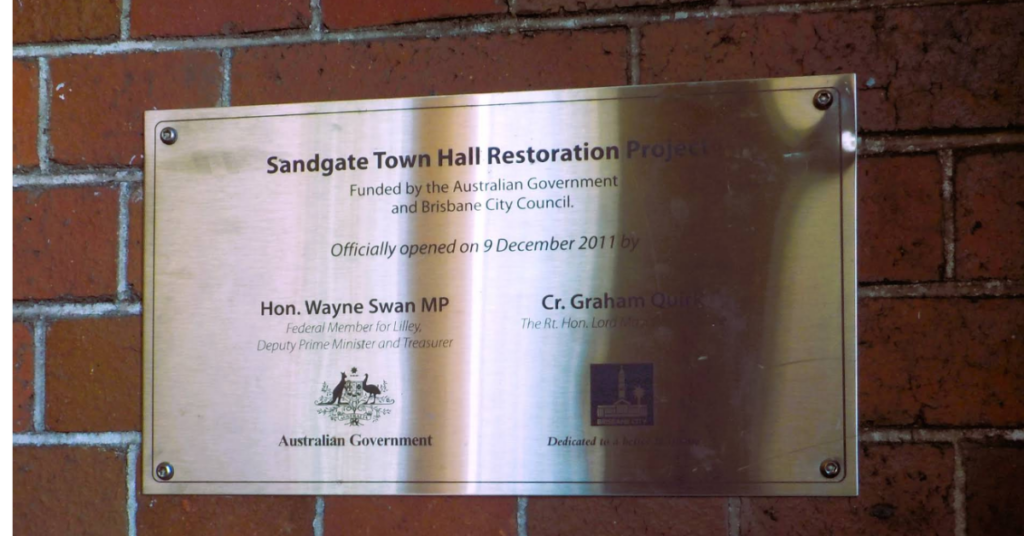 Sandgate Town Hall Restoration Project
Funded by the Australian Government
and Brisbane City Council.
Officially opened on 9 December 2011 by
Hon. Wayne Swan MP
Federal Member for Lilley,
Deputy Prime Minister and Treasurer
Cr. Graham Quirk
The Rt. Hon. Lord
Australian Government
Dedicated to a